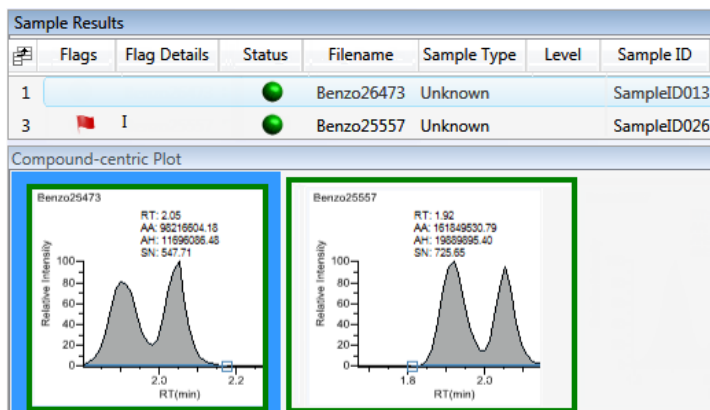 Sample Results
Flags Flag Details Status Filename Sample Type Level Sample ID
1 Benzo26473 Unknown SampleID013
3 I Benzo25557 Unknown SampleID026
Compound-centric Plot
Benzo25473
RT: 2.05
AA: 98216604.18
AH: 11696086.48
SN: 547.71
Relative Intensity
100
80
60
40
20
0
2.0 2.2
RT(min)
Benzo25557
RT: 1.92
AA: 161849530.79
AH: 19889895.40
SN: 725.65
Relative Intensity
100
80
60
40
20
0
1.8 2.0
RT(min)